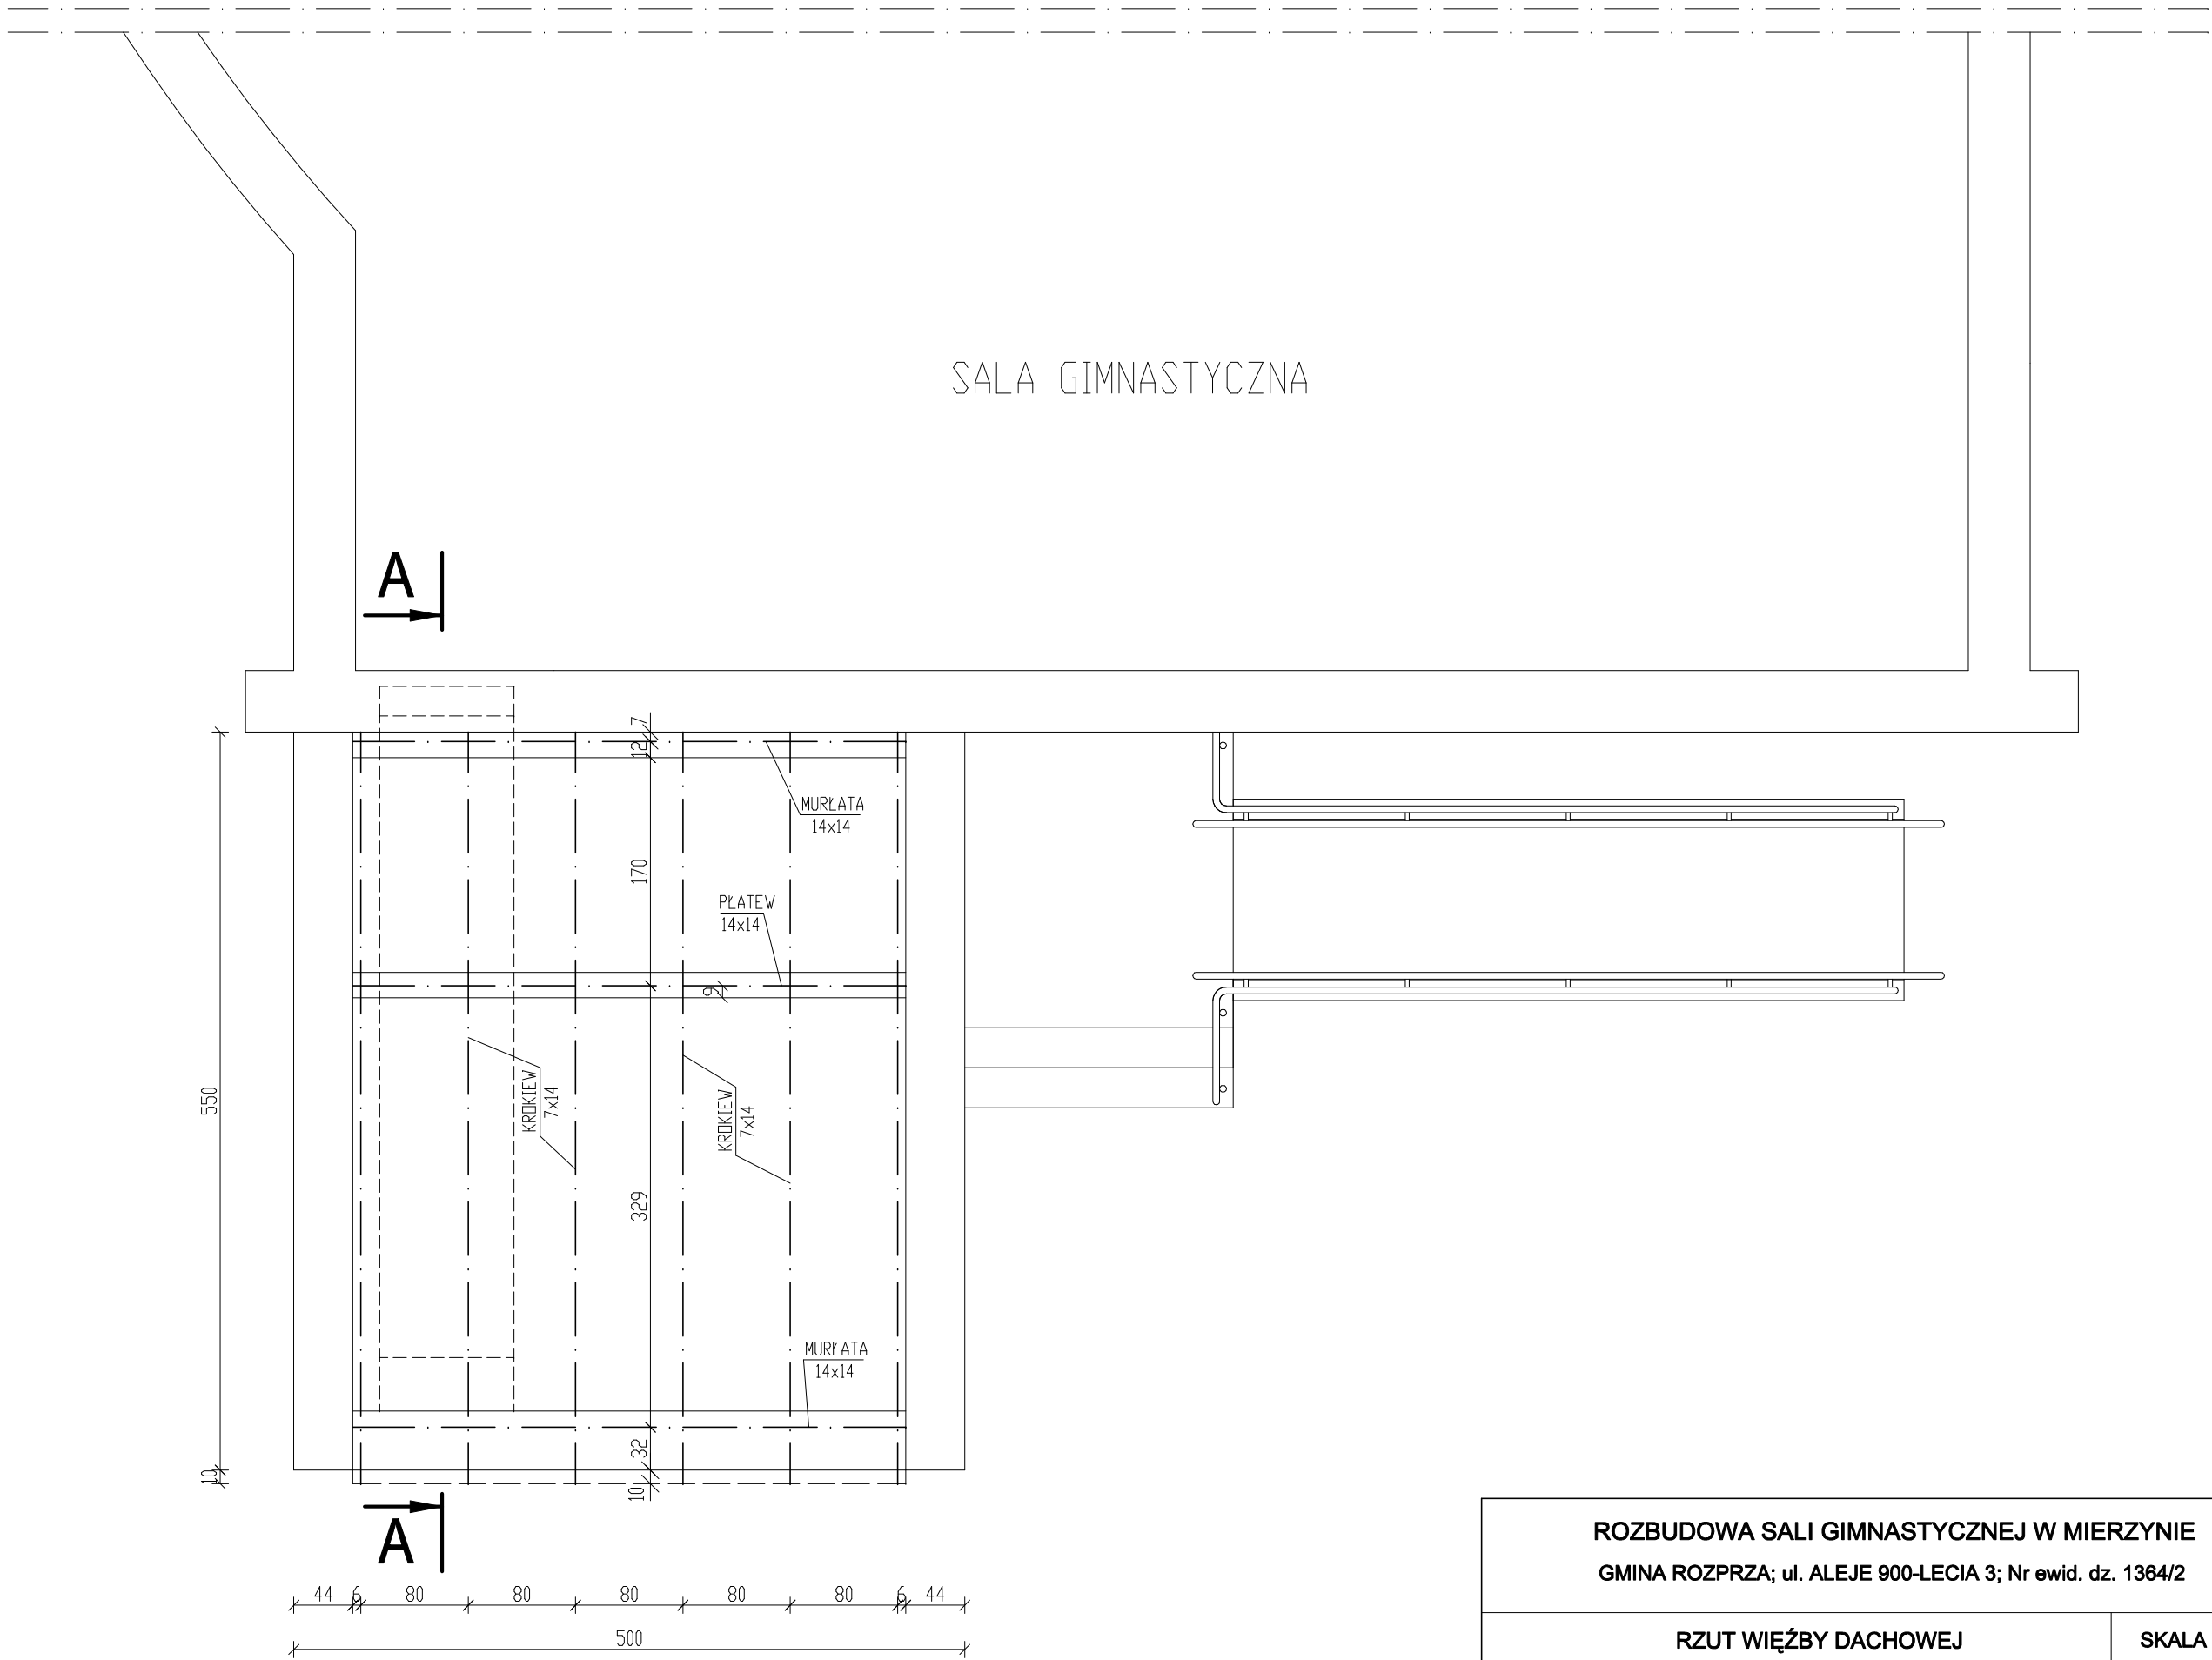 SALA GIMNASTYCZNA
A
7
12
MURŁATA
14x14
170
PŁATEW
14x14
9
550
KROKIEW
7x14
KROKIEW
7x14
329
MURŁATA
14x14
32
10
10
A
44 6 80 80 80 80 80 6 44
500
ROZBUDOWA SALI GIMNASTYCZNEJ W MIERZYNIE
GMINA ROZPRZA; ul. ALEJE 900-LECIA 3; Nr ewid. dz. 1364/2
RZUT WIĘŹBY DACHOWEJ
SKALA